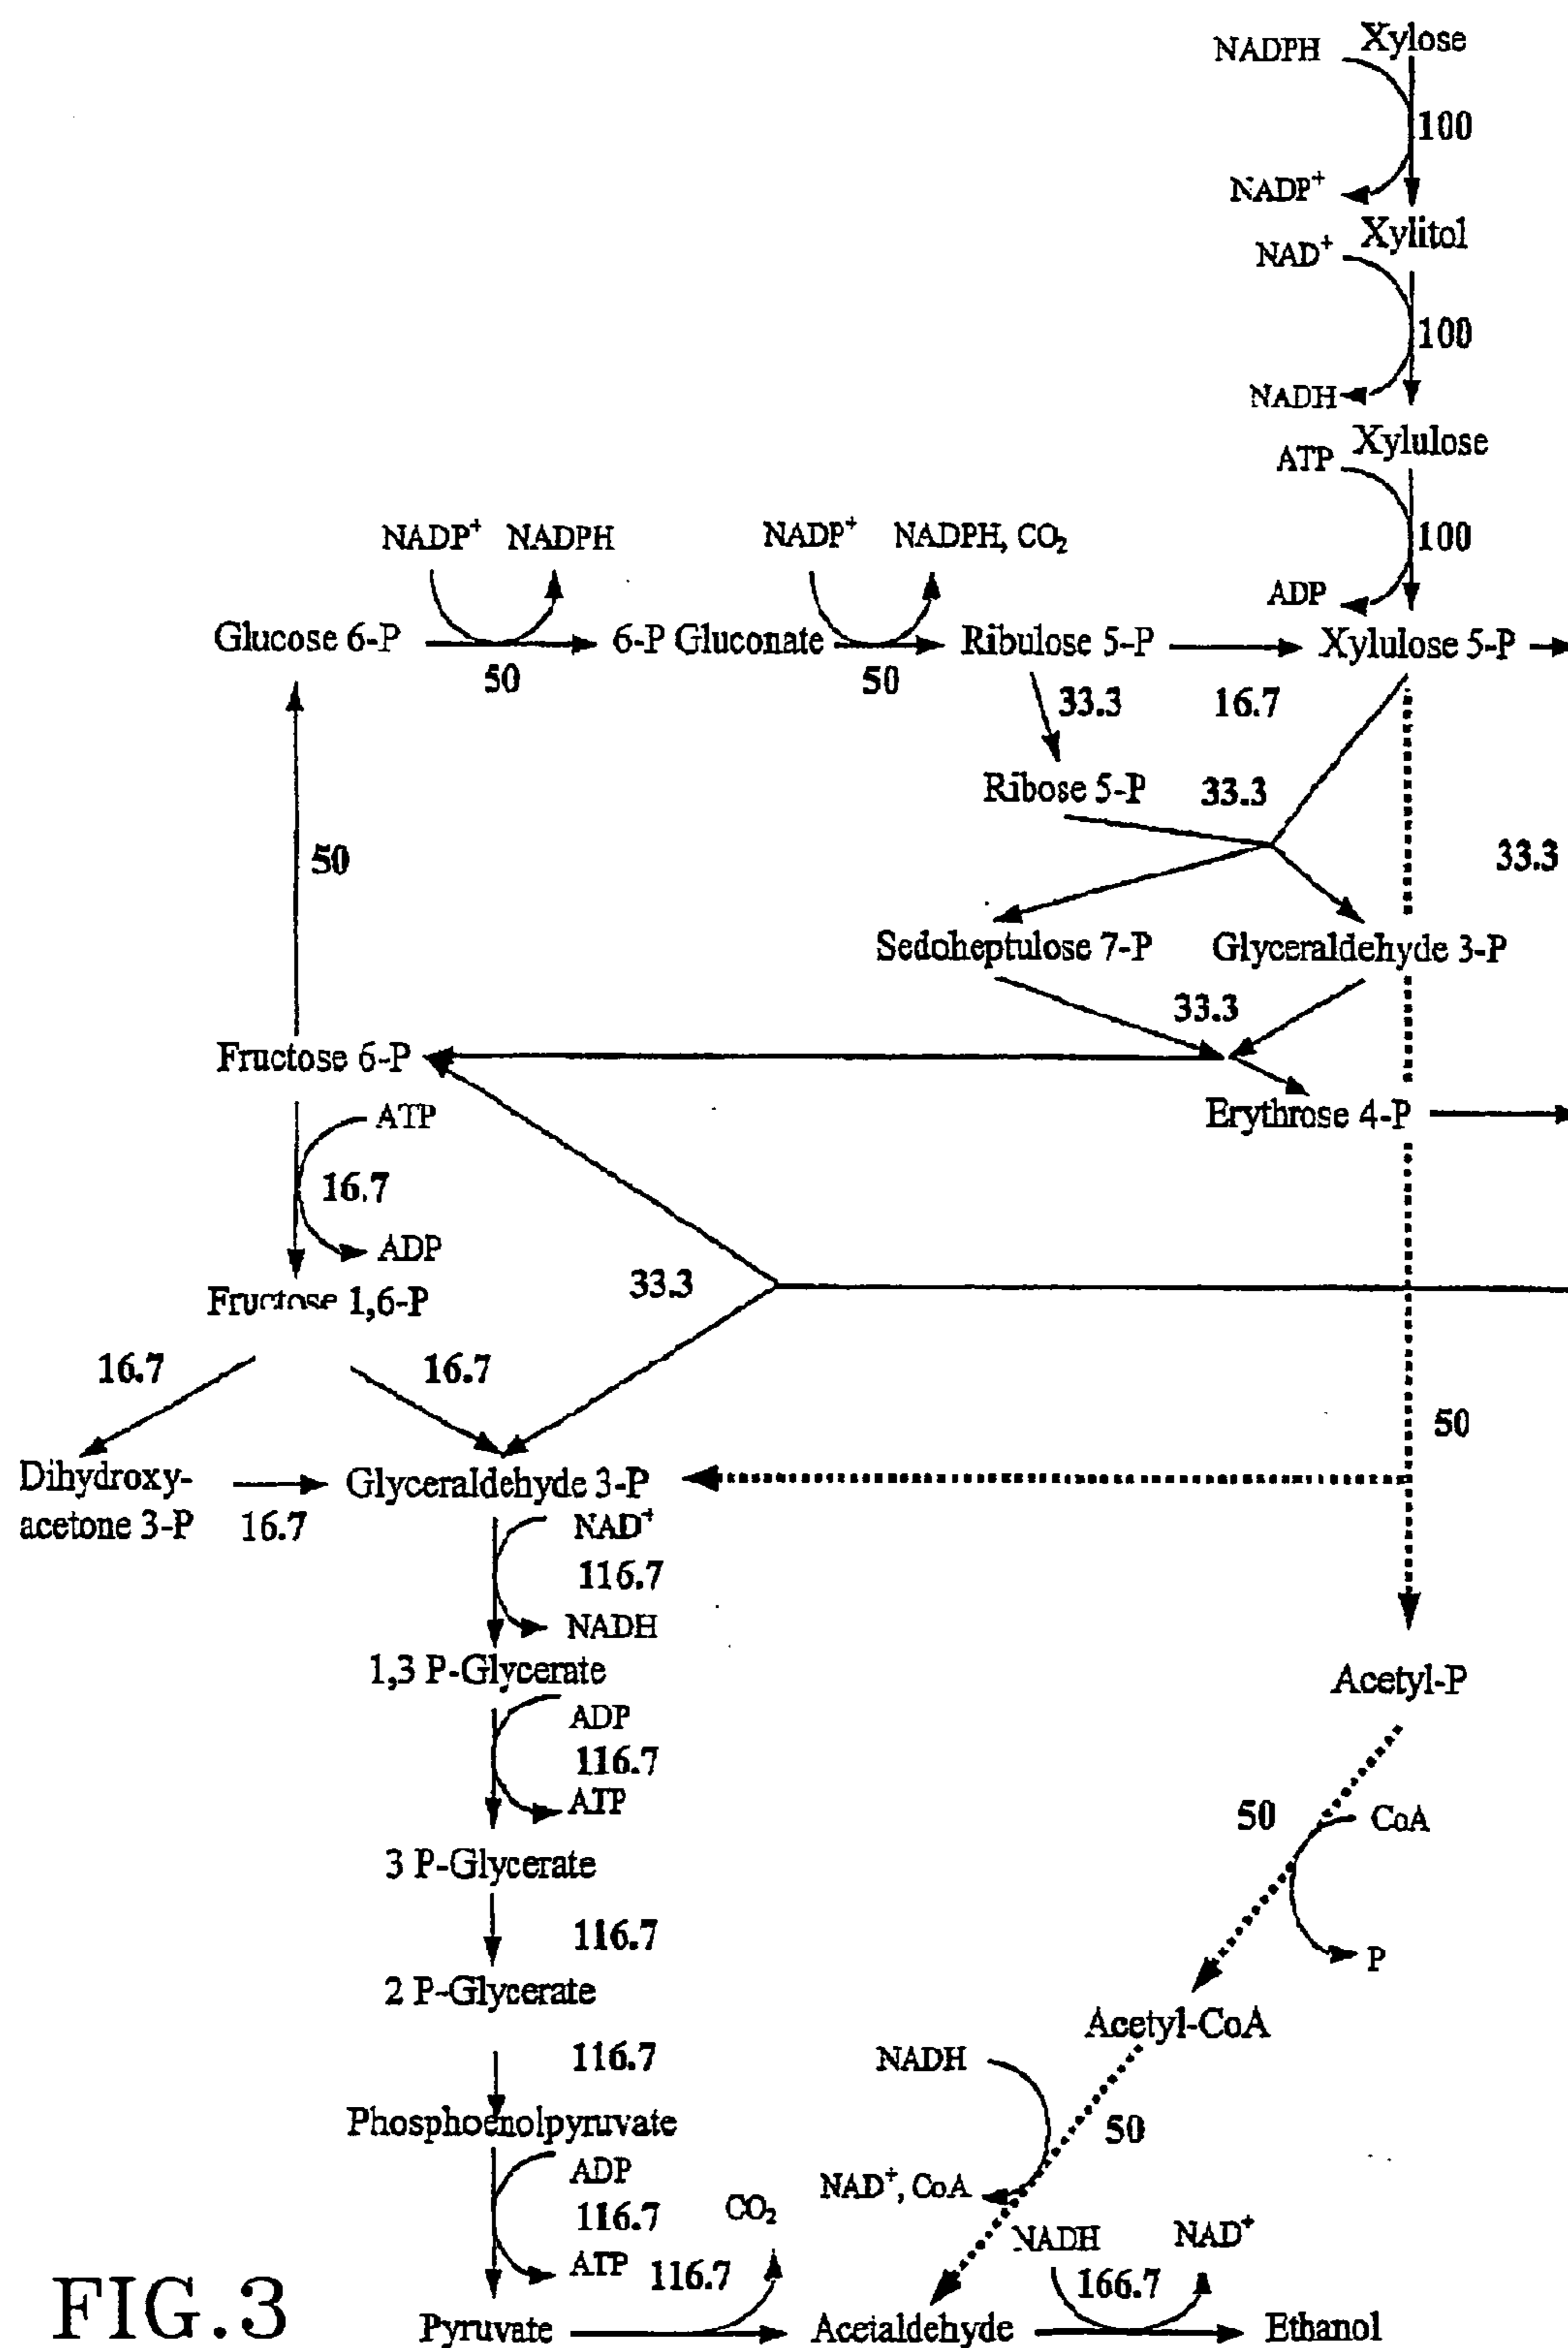 NADPH Xylose
100
NADP+
Xylitol
NAD+
100
NADH
Xylulose
ATP
100
ADP
NADP+ NADPH NADP+ NADPH, CO2
Glucose 6-P 6-P Gluconate Ribulose 5-P Xylulose 5-P
50 50
33.3 16.7
Ribose 5-P 33.3
50 33.3
Sedoheptulose 7-P Glyceraldehyde 3-P
33.3
Fructose 6-P
ATP Erythrose 4-P
16.7
ADP
33.3
Fructose 1,6-P
16.7 16.7
50
Dihydroxy-
acetone 3-P
Glyceraldehyde 3-P
16.7
NAD+
116.7
NADH
1,3 P-Glycerate
Acetyl-P
ADP
116.7
ATP
50 CoA
3 P-Glycerate
116.7
P
2 P-Glycerate
Acetyl-CoA
116.7 NADH
Phosphoenolpyruvate
50
ADP
NAD+, CoA
116.7 CO2
NADH NAD+
ATP 116.7 166.7
FIG.3
Pyruvate Acetaldehyde Ethanol